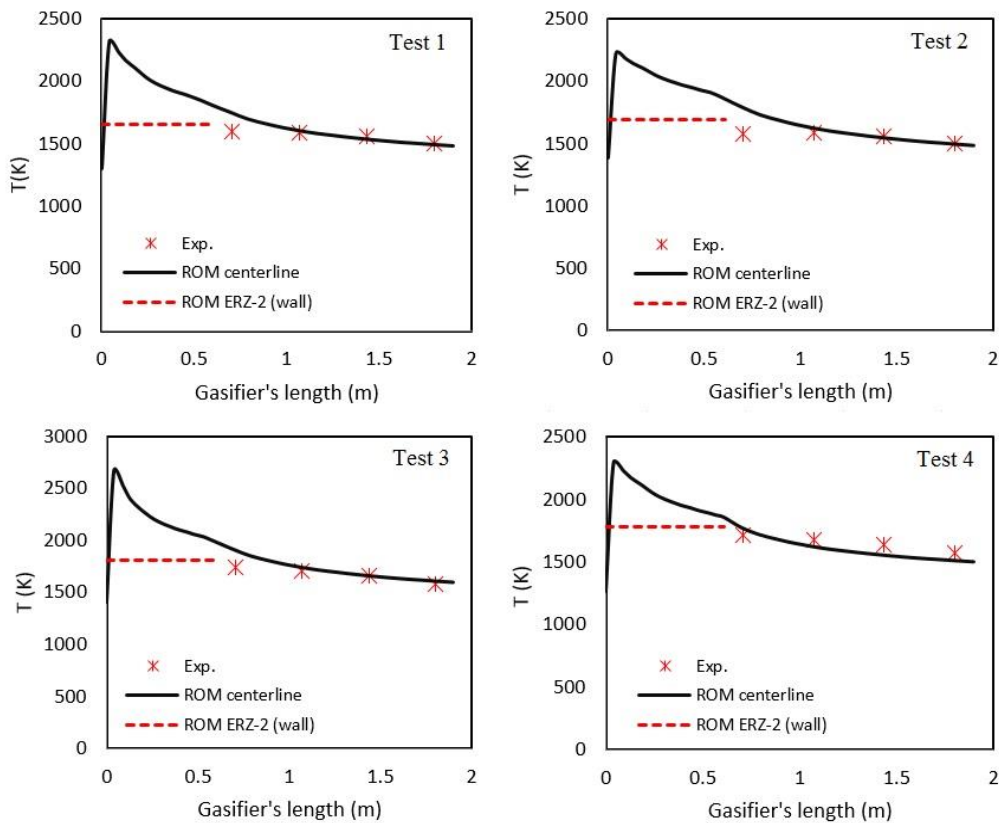 Test 1
2500
2000
1500
1000
500
0
T(K)
Exp.
ROM centerline
ROM ERZ-2 (wall)
0 0.5 1 1.5 2
Gasifier's length (m)
Test 2
2500
2000
1500
1000
500
0
T (K)
Exp.
ROM centerline
ROM ERZ-2 (wall)
0 0.5 1 1.5 2
Gasifier's length (m)
Test 3
3000
2500
2000
1500
1000
500
0
T (K)
Exp.
ROM centerline
ROM ERZ-2 (wall)
0 0.5 1 1.5 2
Gasifier's length (m)
Test 4
2500
2000
1500
1000
500
0
T (K)
Exp.
ROM centerline
ROM ERZ-2 (wall)
0 0.5 1 1.5 2
Gasifier's length (m)